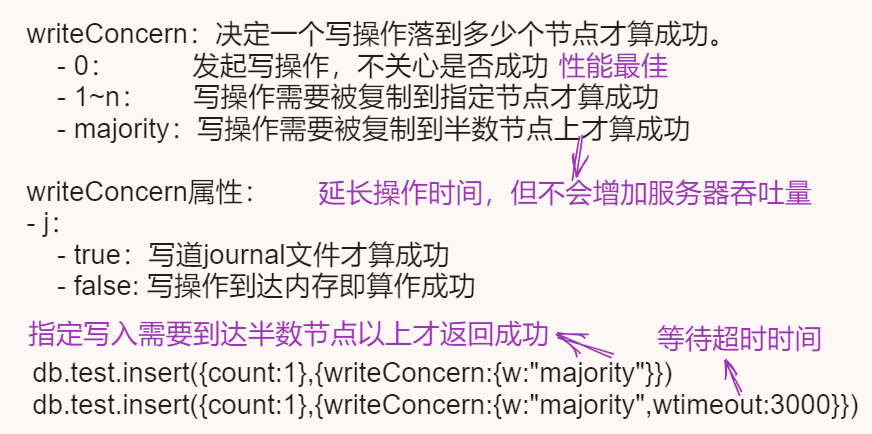 writeConcern：决定一个写操作落到多少个节点才算成功。
- 0： 发起写操作，不关心是否成功 性能最佳
- 1~n： 写操作需要被复制到指定节点才算成功
- majority：写操作需要被复制到半数节点上才算成功
writeConcern属性： 延长操作时间，但不会增加服务器吞吐量
- j：
- true：写道journal文件才算成功
- false: 写操作到达内存即算作成功
指定写入需要到达半数节点以上才返回成功 等待超时时间
db.test.insert({count:1},{writeConcern:{w:"majority"}})
db.test.insert({count:1},{writeConcern:{w:"majority",wtimeout:3000}})